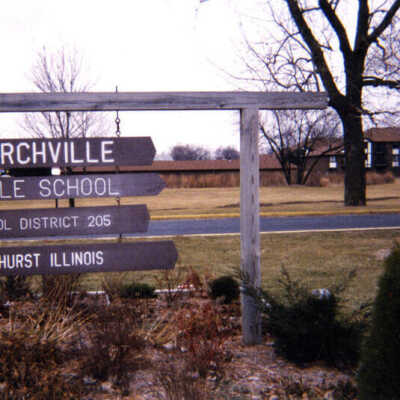 RCHVILLE
LE SCHOOL
OL DISTRICT 205
HURST ILLINOIS